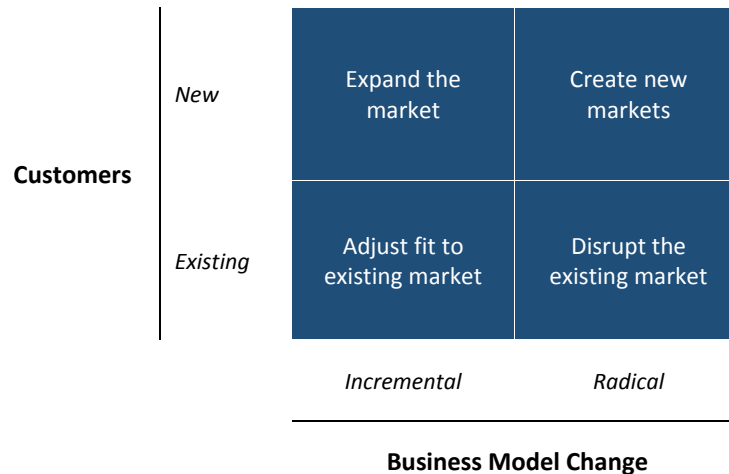 New
Expand the
market
Create new
markets
Customers
Existing
Adjust fit to
existing market
Disrupt the
existing market
Incremental
Radical
Business Model Change